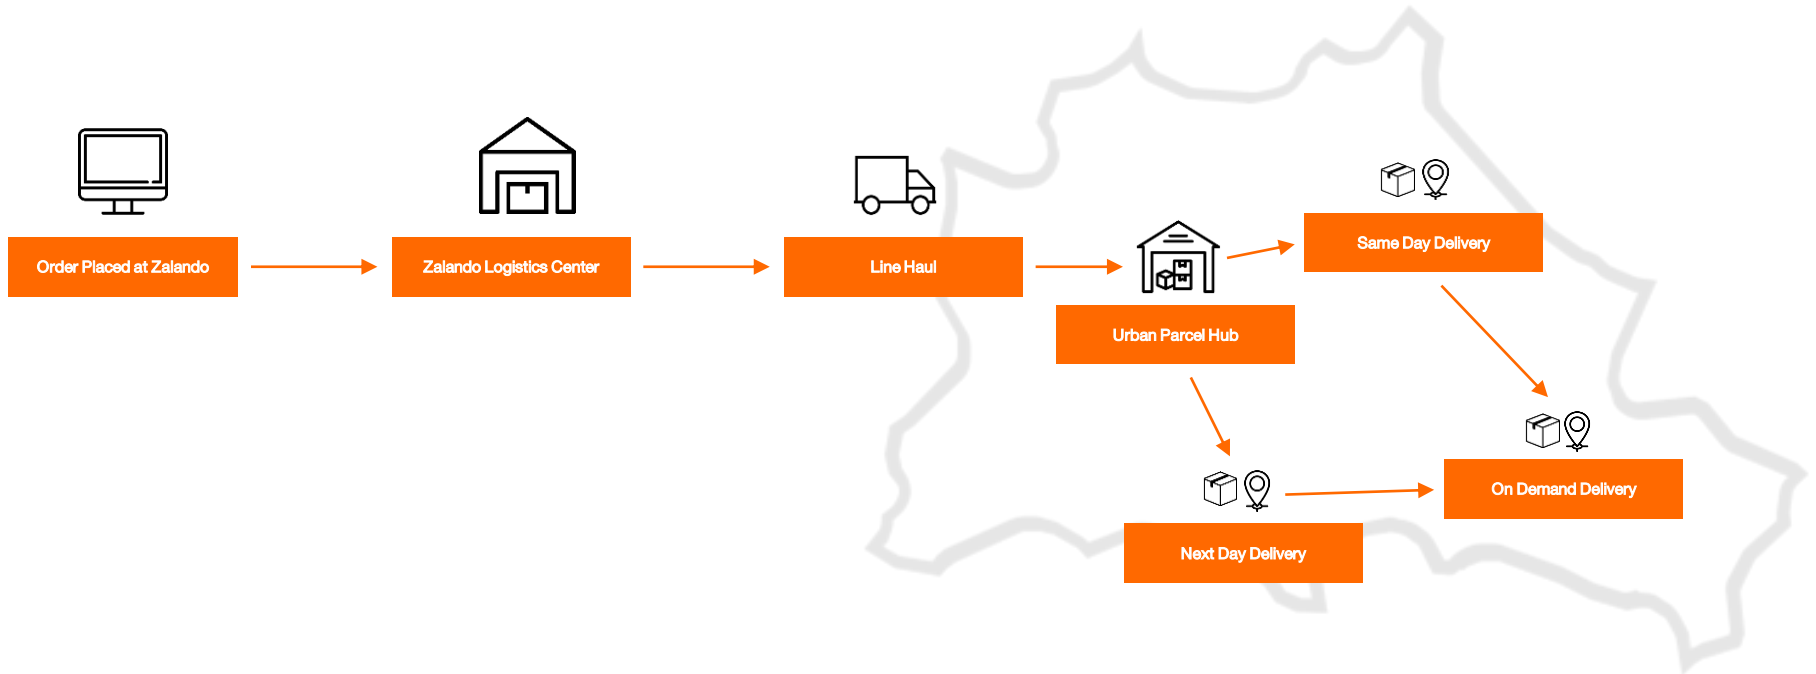 Order Placed at Zalando
Zalando Logistics Center
Line Haul
Urban Parcel Hub
Same Day Delivery
On Demand Delivery
Next Day Delivery